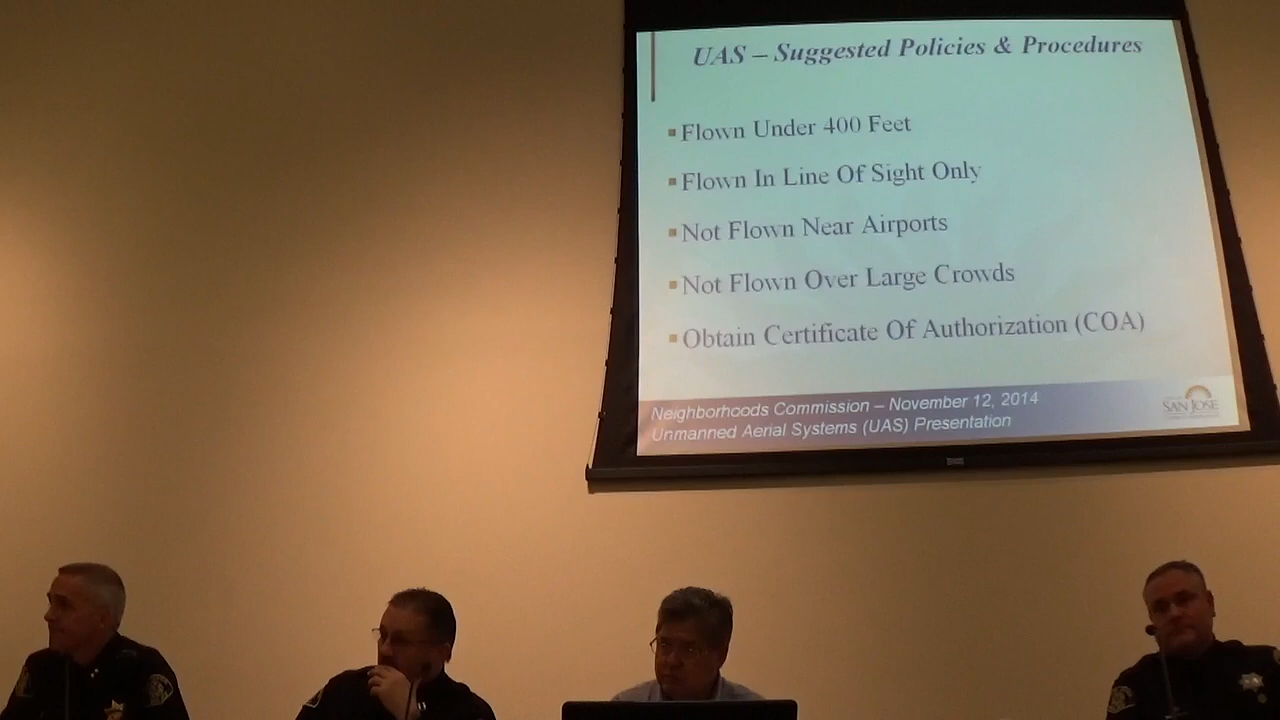 UAS – Suggested Policies & Procedures
Flown Under 400 Feet
Flown In Line Of Sight Only
Not Flown Near Airports
Not Flown Over Large Crowds
Obtain Certificate Of Authorization (COA)
Neighborhoods Commission – November 12, 2014
Unmanned Aerial Systems (UAS) Presentation
SAN JOSE